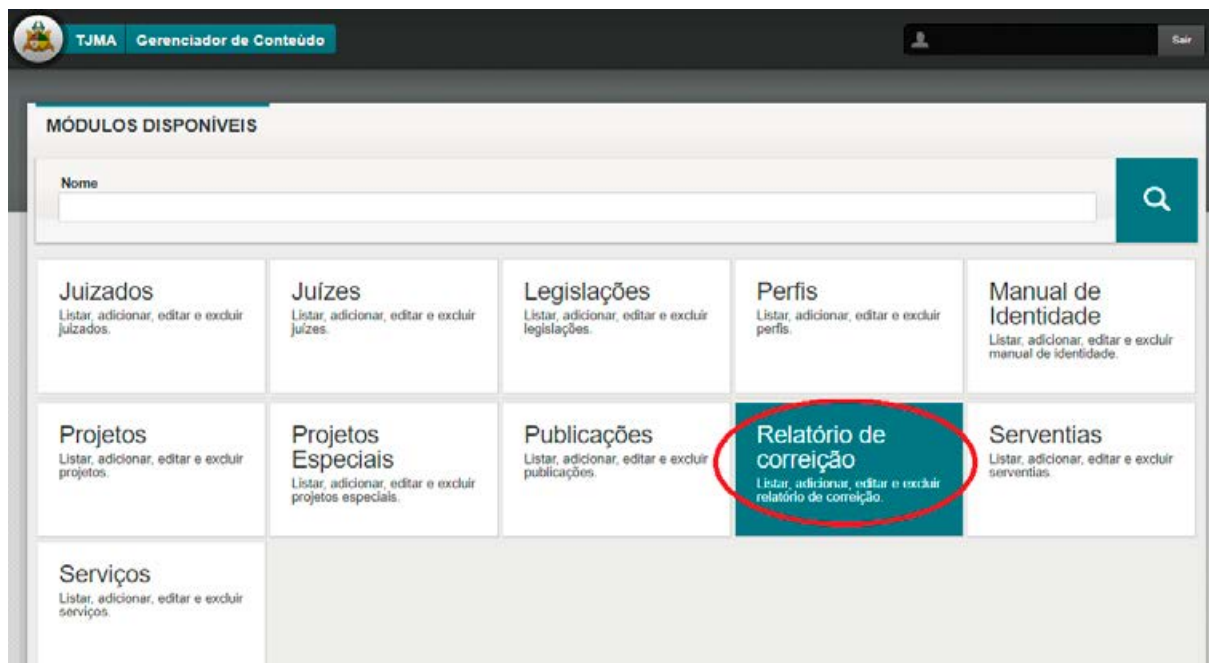 TJMA Gerenciador de Conteúdo
Sair
MÓDULOS DISPONÍVEIS
Nome
Juizados
Listar, adicionar, editar e excluir
juizados.
Juízes
Listar, adicionar, editar e excluir
juízes.
Legislações
Listar, adicionar, editar e excluir
legislações.
Perfis
Listar, adicionar, editar e excluir
perfis.
Manual de
Identidade
Listar, adicionar, editar e excluir
manual de identidade.
Projetos
Listar, adicionar, editar e excluir
projetos.
Projetos
Especiais
Listar, adicionar, editar e excluir
projetos especiais.
Publicações
Listar, adicionar, editar e excluir
publicações.
Relatório de
correição
Listar, adicionar, editar e excluir
relatório de correição.
Serventias
Listar, adicionar, editar e excluir
serventias.
Serviços
Listar, adicionar, editar e excluir
serviços.